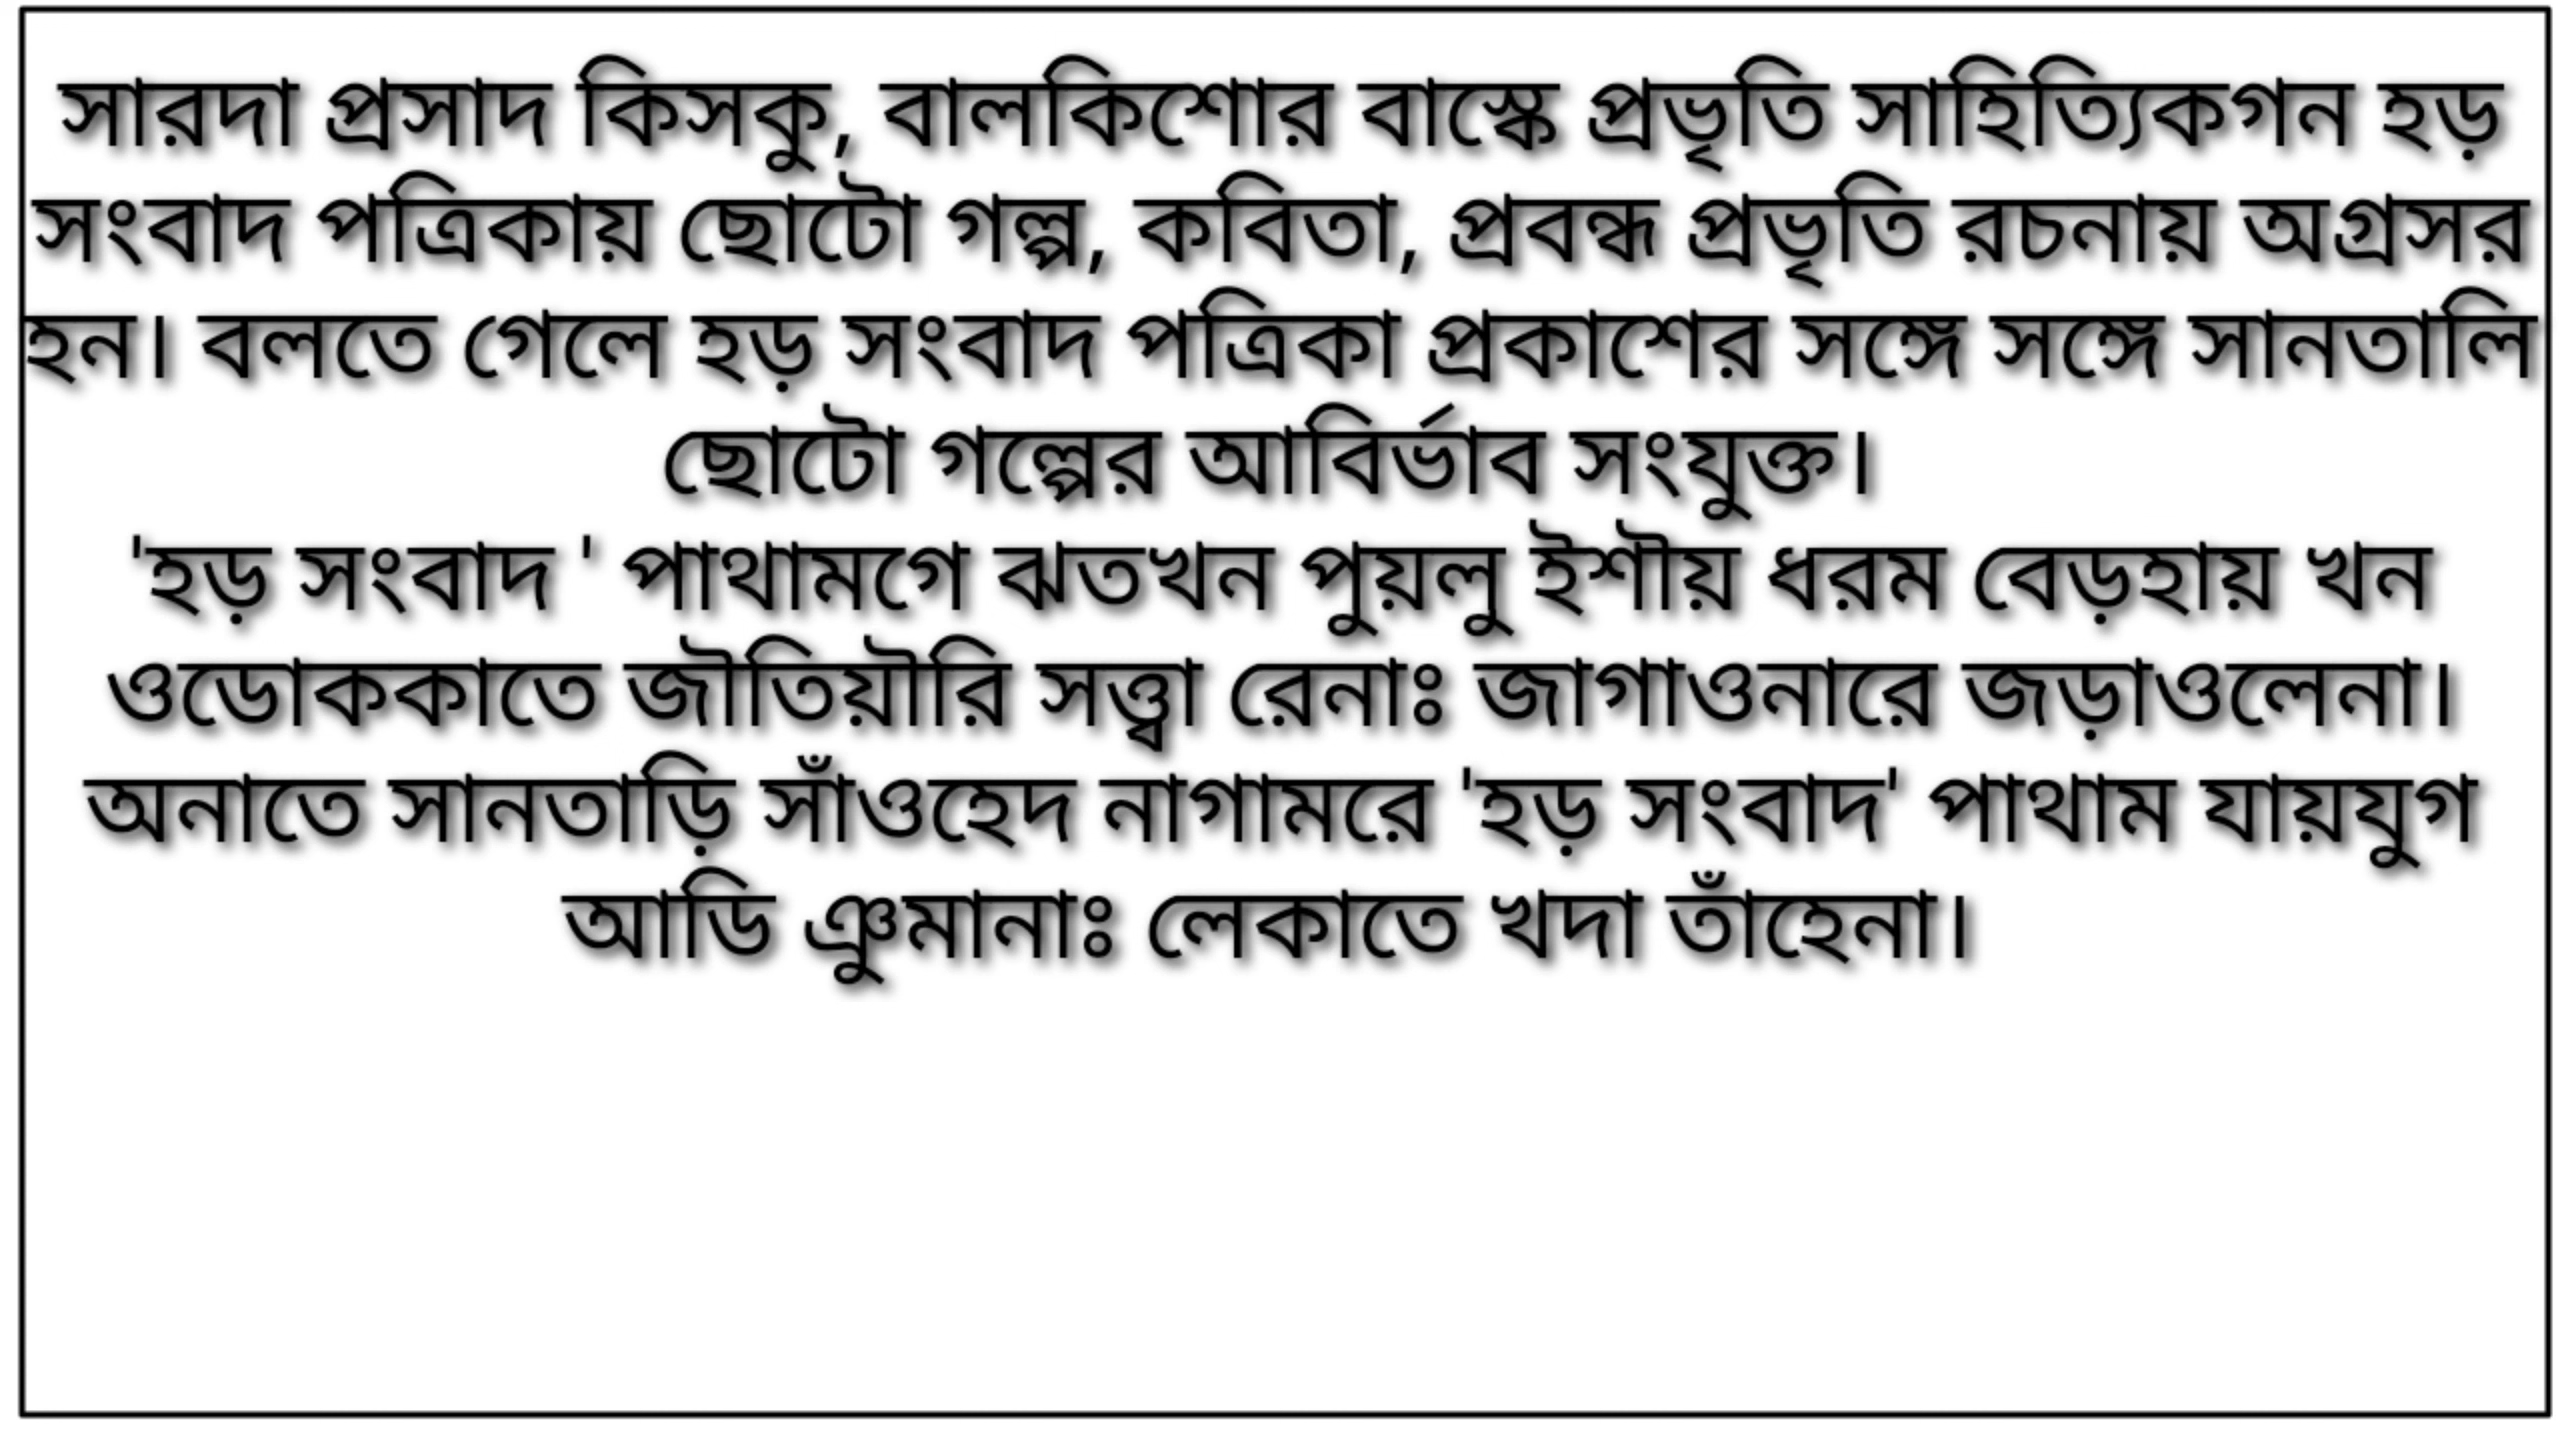 সারদা প্রসাদ কিসকু, বালকিশোর বাস্কে প্রভৃতি সাহিত্যিকগন হড়
সংবাদ পত্রিকায় ছোটো গল্প, কবিতা, প্রবন্ধ প্রভৃতি রচনায় অগ্রসর
হন। বলতে গেলে হড় সংবাদ পত্রিকা প্রকাশের সঙ্গে সঙ্গে সানতালি
ছোটো গল্পের আবির্ভাব সংযুক্ত।
'হড় সংবাদ ' পাথামগে ঝতখন পুয়লু ইশীয় ধরম বেড়হায় খন
ওডোককাতে জৗতিয়ৗরি সত্ত্বা রেনাঃ জাগাওনারে জড়াওলেনা।
অনাতে সানতাড়ি সাঁওহেদ নাগামরে 'হড় সংবাদ' পাথাম যায়যুগ
আডি ঞুমানাঃ লেকাতে খদা তাঁহেনা।